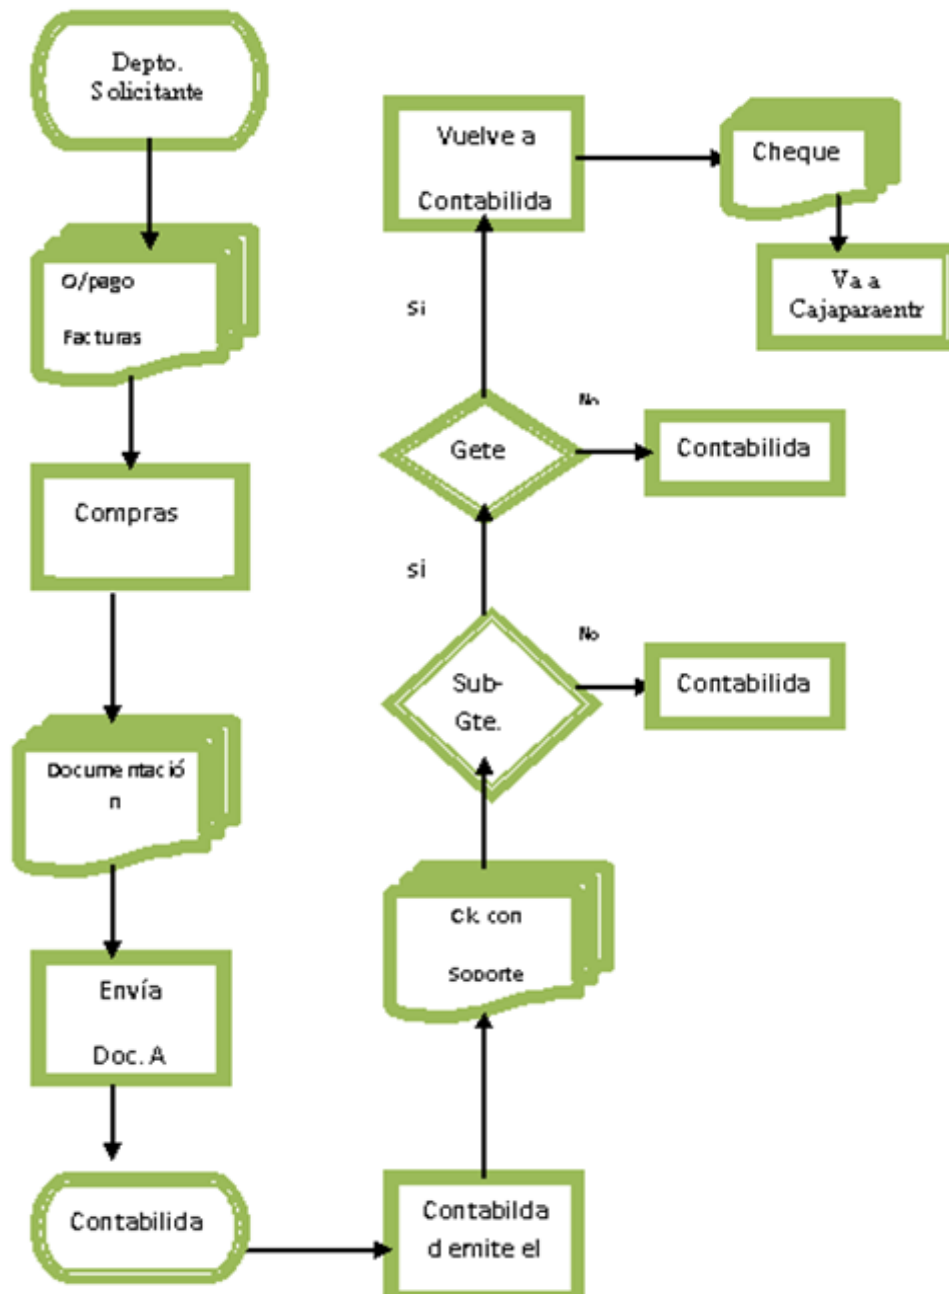 Depto.
Solicitante
O/pago
Facturas
Compras
Documentació
n
Envía
Doc. A
Contabilida
Contabilda
d emite el
Ck con
Soporte
Sub-
Gte.
No
Contabilida
si
Gete
No
Contabilida
Si
Vuelve a
Contabilida
Cheque
Va a
Cajaparaentr